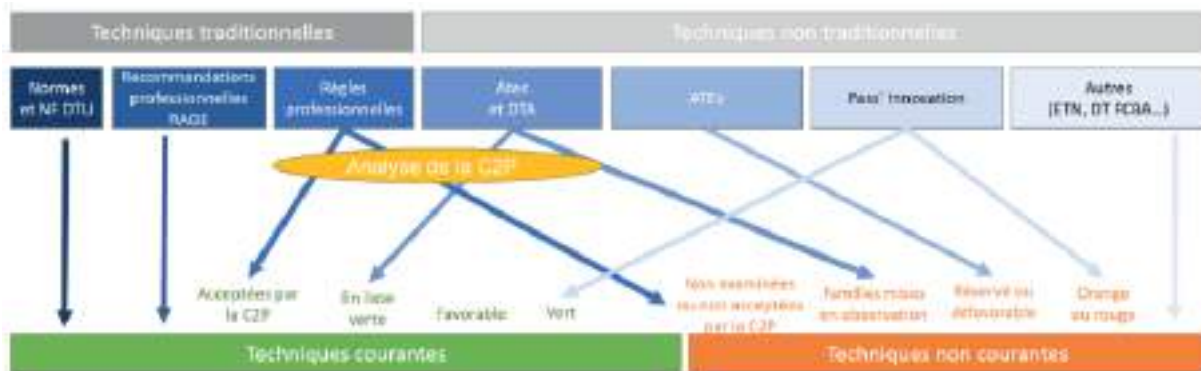 Techniques traditionnelles
Techniques non traditionnelles
Normes
et NF DTU
Recommandations
professionnelles
RAGE
Règles
professionnelles
Atec
et DTA
ATEx
Pass' Innovation
Autres
(ETN, DT FCBA...)
Analyse de la C2P
Acceptées par
la C2P
En liste
verte
Favorable
Vert
Non examinées
ou non acceptées
par la C2P
Familles mises
en observation
Réservé ou
défavorable
Orange
ou rouge
Techniques courantes
Techniques non courantes